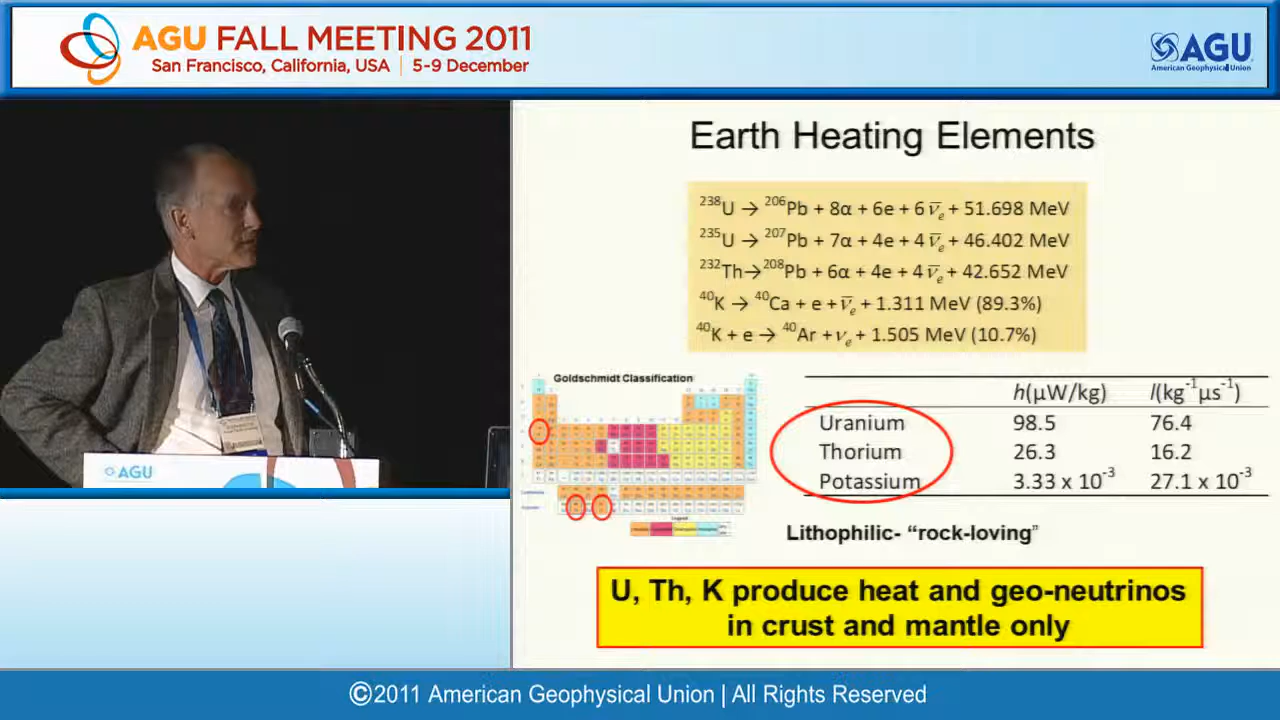 AGU FALL MEETING 2011
San Francisco, California, USA | 5-9 December
AGU
American Geophysical Union
Earth Heating Elements
²³⁸U → ²⁰⁶Pb + 8α + 6e + 6 ν̅ₑ + 51.698 MeV
²³⁵U → ²⁰⁷Pb + 7α + 4e + 4 ν̅ₑ + 46.402 MeV
²³²Th→²⁰⁸Pb + 6α + 4e + 4 ν̅ₑ + 42.652 MeV
⁴⁰K → ⁴⁰Ca + e + ν̅ₑ + 1.311 MeV (89.3%)
⁴⁰K + e → ⁴⁰Ar + νₑ + 1.505 MeV (10.7%)
Goldschmidt Classification
h(μW/kg) l(kg⁻¹μs⁻¹)
Uranium 98.5 76.4
Thorium 26.3 16.2
Potassium 3.33 x 10⁻³ 27.1 x 10⁻³
Lithophilic- “rock-loving”
U, Th, K produce heat and geo-neutrinos
in crust and mantle only
AGU
©2011 American Geophysical Union | All Rights Reserved